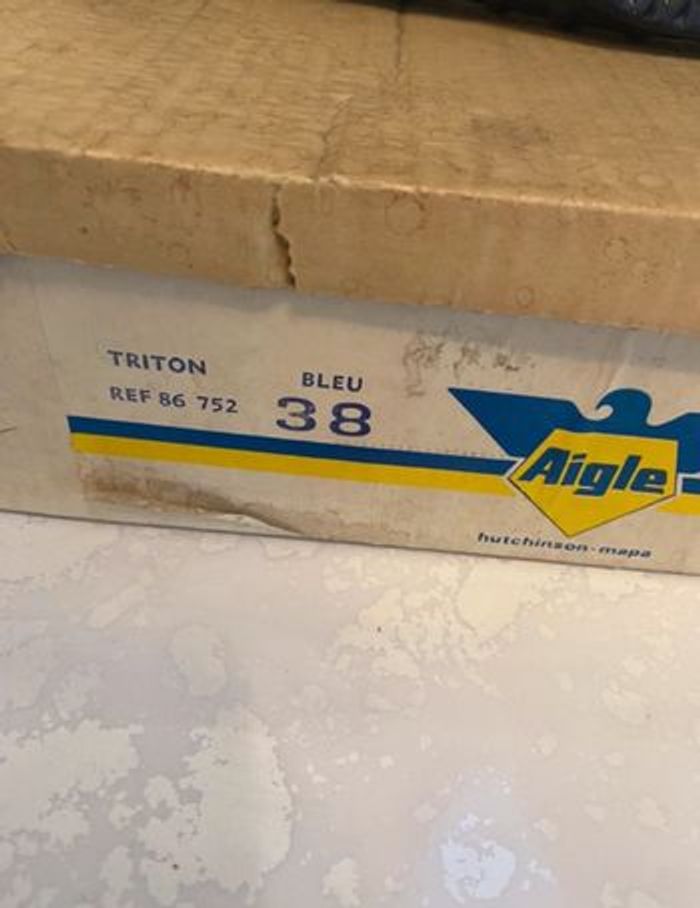 TRITON
BLEU
REF 86 752
38
Aigle
hutchinson-mapa